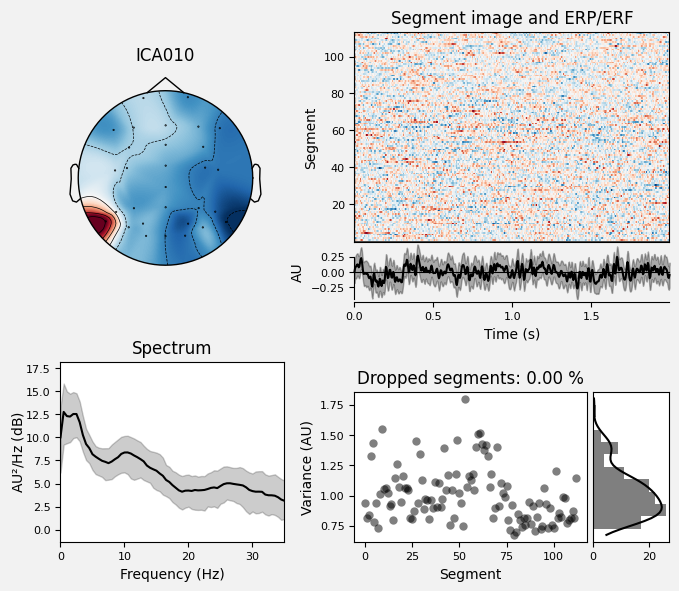 ICA010
Segment image and ERP/ERF
Segment
100
80
60
40
20
AU
0.25
0.00
−0.25
0.0 0.5 1.0 1.5
Time (s)
Spectrum
AU²/Hz (dB)
17.5
15.0
12.5
10.0
7.5
5.0
2.5
0.0
0 10 20 30
Frequency (Hz)
Dropped segments: 0.00 %
Variance (AU)
1.75
1.50
1.25
1.00
0.75
0 25 50 75 100
Segment
0 20